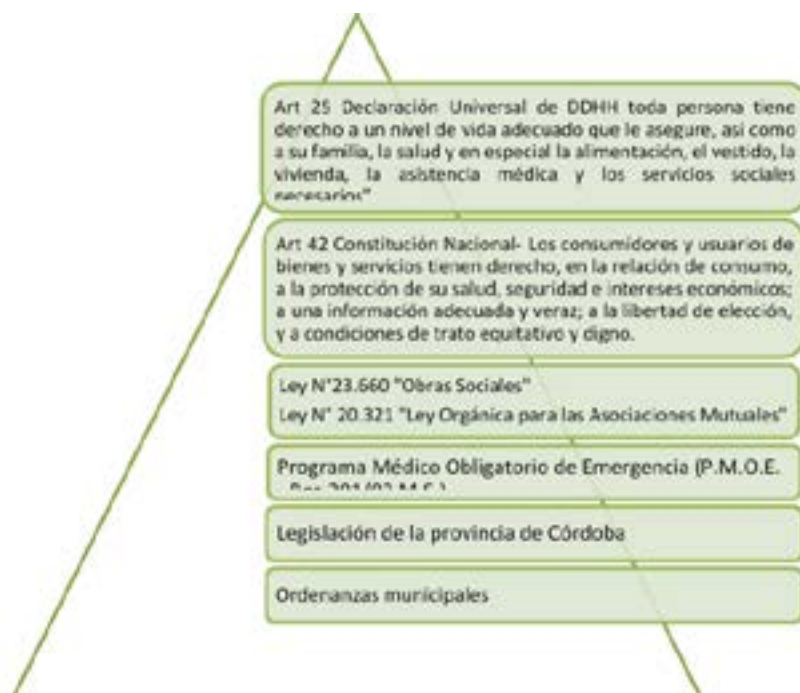 Art 25 Declaración Universal de DDHH toda persona tiene
derecho a un nivel de vida adecuado que le asegure, así como
a su familia, la salud y en especial la alimentación, el vestido, la
vivienda, la asistencia médica y los servicios sociales
necesarios"
Art 42 Constitución Nacional- Los consumidores y usuarios de
bienes y servicios tienen derecho, en la relación de consumo,
a la protección de su salud, seguridad e intereses económicos;
a una información adecuada y veraz; a la libertad de elección,
y a condiciones de trato equitativo y digno.
Ley N°23.660 "Obras Sociales"
Ley N° 20.321 "Ley Orgánica para las Asociaciones Mutuales"
Programa Médico Obligatorio de Emergencia (P.M.O.E.
Legislación de la provincia de Córdoba
Ordenanzas municipales